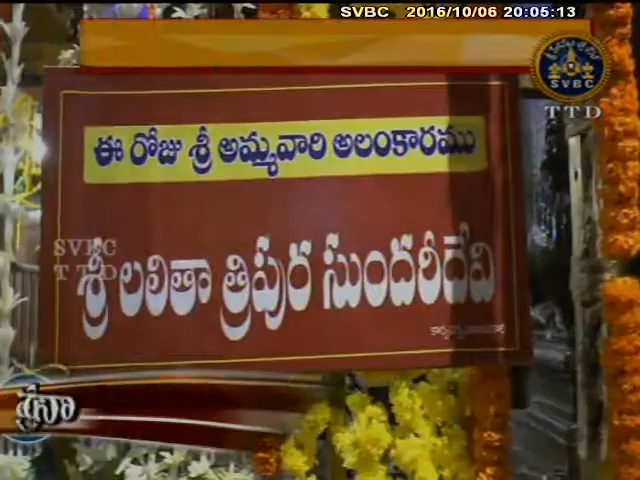 SVBC 2016/10/06 20:05:13
SVBC
TTD
ఈ రోజు శ్రీ అమ్మవారి అలంకారము
SVBC
TTD
శ్రీ లలితా త్రిపుర సుందరీదేవి